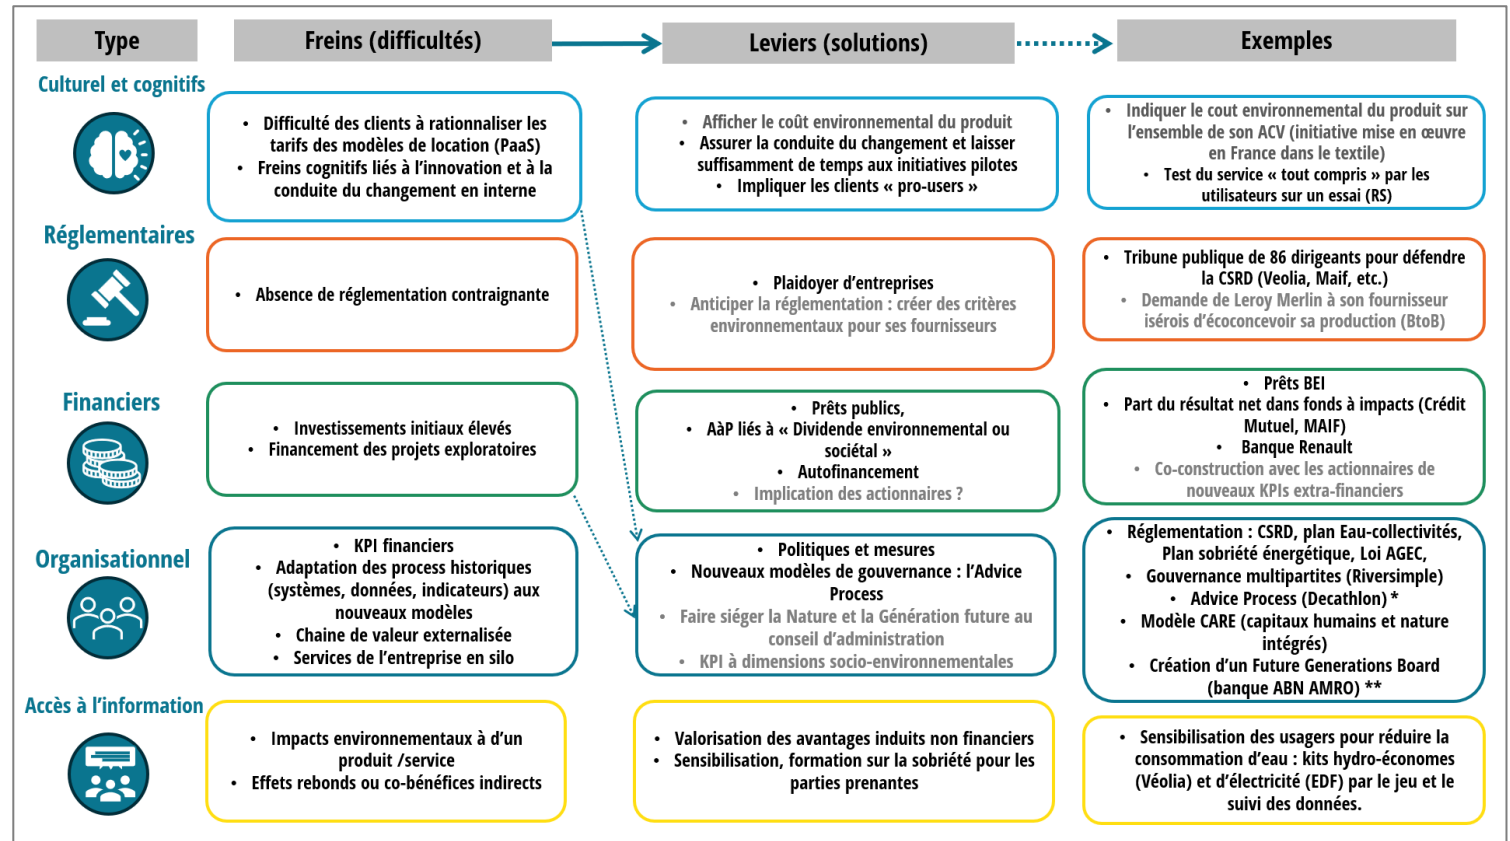 Type
Freins (difficultés)
Leviers (solutions)
Exemples
Culturel et cognitifs
• Difficulté des clients à rationnaliser les
tarifs des modèles de location (PaaS)
• Freins cognitifs liés à l’innovation et à la
conduite du changement en interne
• Afficher le coût environnemental du produit
• Assurer la conduite du changement et laisser
suffisamment de temps aux initiatives pilotes
• Impliquer les clients « pro-users »
• Indiquer le cout environnemental du produit sur
l’ensemble de son ACV (initiative mise en œuvre
en France dans le textile)
• Test du service « tout compris » par les
utilisateurs sur un essai (RS)
Réglementaires
• Absence de réglementation contraignante
• Plaidoyer d’entreprises
• Anticiper la réglementation : créer des critères
environnementaux pour ses fournisseurs
• Tribune publique de 86 dirigeants pour défendre
la CSRD (Veolia, Maif, etc.)
• Demande de Leroy Merlin à son fournisseur
isérois d’écoconcevoir sa production (BtoB)
Financiers
• Investissements initiaux élevés
• Financement des projets exploratoires
• Prêts publics,
• AàP liés à « Dividende environnemental ou
sociétal »
• Autofinancement
• Implication des actionnaires ?
• Prêts BEI
• Part du résultat net dans fonds à impacts (Crédit
Mutuel, MAIF)
• Banque Renault
• Co-construction avec les actionnaires de
nouveaux KPIs extra-financiers
Organisationnel
• KPI financiers
• Adaptation des process historiques
(systèmes, données, indicateurs) aux
nouveaux modèles
• Chaine de valeur externalisée
• Services de l’entreprise en silo
• Politiques et mesures
• Nouveaux modèles de gouvernance : l’Advice
Process
• Faire siéger la Nature et la Génération future au
conseil d’administration
• KPI à dimensions socio-environnementales
• Réglementation : CSRD, plan Eau-collectivités,
Plan sobriété énergétique, Loi AGEC,
• Gouvernance multipartites (Riversimple)
• Advice Process (Decathlon) *
• Modèle CARE (capitaux humains et nature
intégrés)
• Création d’un Future Generations Board
(banque ABN AMRO) **
Accès à l’information
• Impacts environnementaux à d’un
produit /service
• Effets rebonds ou co-bénéfices indirects
• Valorisation des avantages induits non financiers
• Sensibilisation, formation sur la sobriété pour les
parties prenantes
• Sensibilisation des usagers pour réduire la
consommation d’eau : kits hydro-économes
(Véolia) et d’électricité (EDF) par le jeu et le
suivi des données.